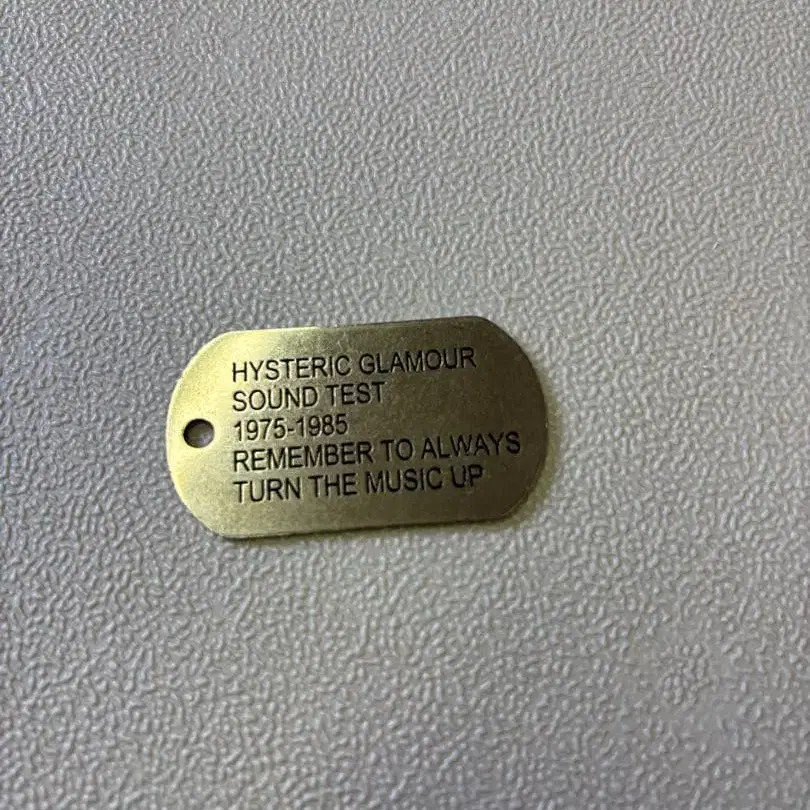 HYSTERIC GLAMOUR
SOUND TEST
1975-1985
REMEMBER TO ALWAYS
TURN THE MUSIC UP